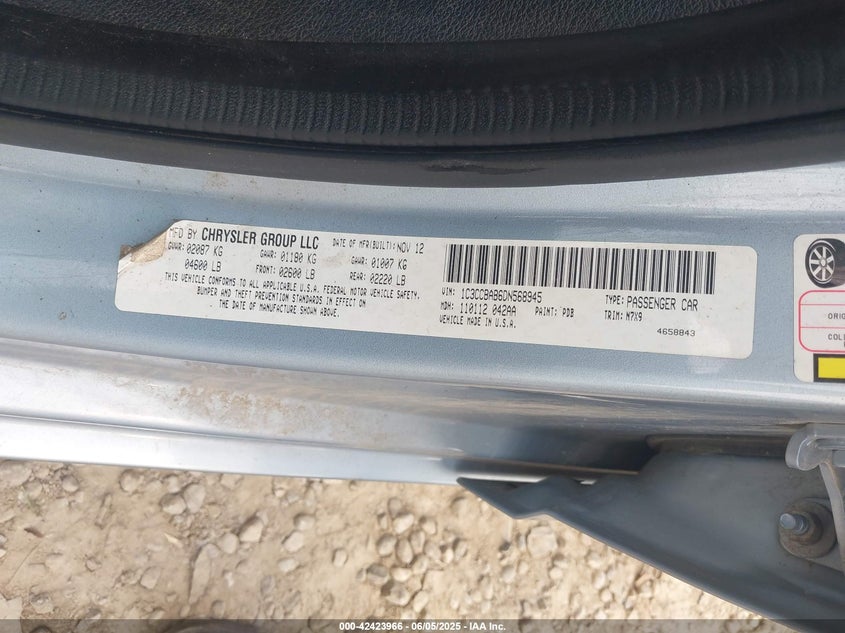 MFD BY CHRYSLER GROUP LLC DATE OF MFR(BUILT):NOV 12
GVWR: 02087 KG GAWR: 01180 KG GAWR: 01007 KG
04600 LB FRONT: 02600 LB REAR: 02220 LB
THIS VEHICLE CONFORMS TO ALL APPLICABLE U.S.A. FEDERAL MOTOR VEHICLE SAFETY,
BUMPER AND THEFT PREVENTION STANDARDS IN EFFECT ON
THE DATE OF MANUFACTURE SHOWN ABOVE.
VIN: 1C3CCBAB6DN568945 TYPE: PASSENGER CAR
MDH: 110112 042AA PAINT: PDB TRIM: M7X9
VEHICLE MADE IN U.S.A. 4658843
ORIG
COLD
000-42423966 - 06/05/2025 - IAA Inc.